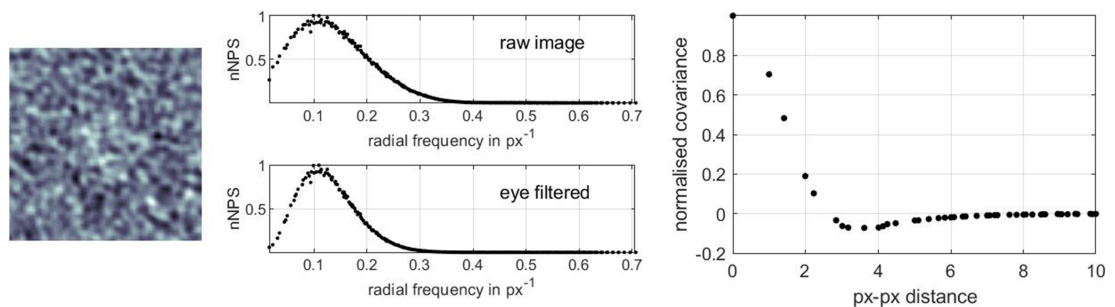 1
0.5
nNPS
raw image
0.1 0.2 0.3 0.4 0.5 0.6 0.7
radial frequency in px-1
1
0.5
nNPS
eye filtered
0.1 0.2 0.3 0.4 0.5 0.6 0.7
radial frequency in px-1
normalised covariance
0.8
0.6
0.4
0.2
0
-0.2
0 2 4 6 8 10
px-px distance